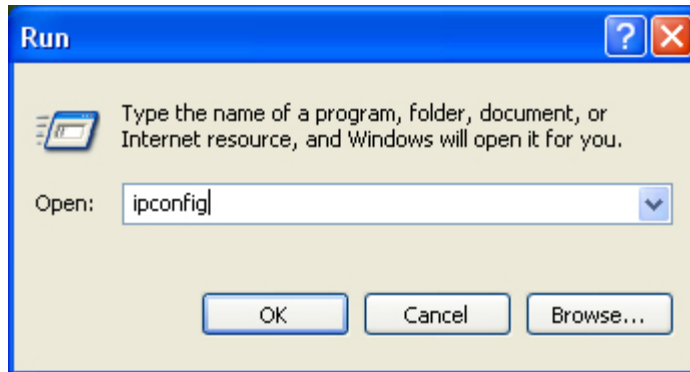 Run
Type the name of a program, folder, document, or
Internet resource, and Windows will open it for you.
Open: ipconfig
OK Cancel Browse...